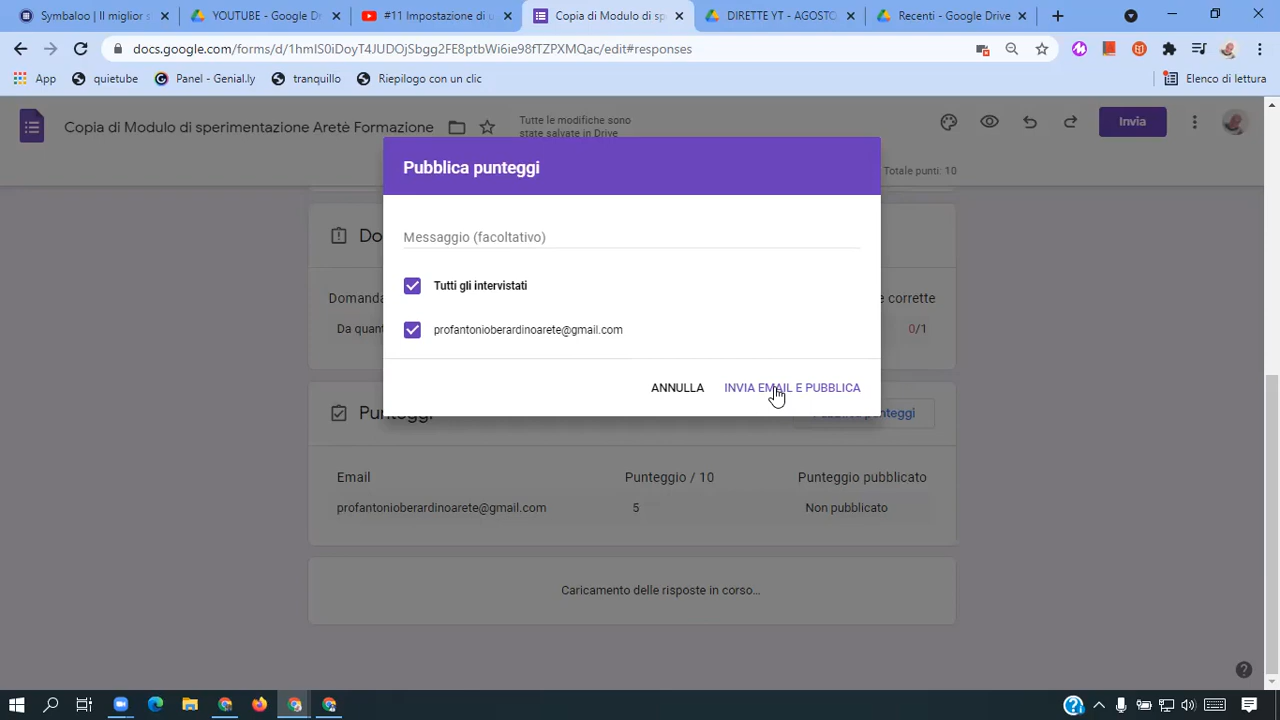 Symbaloo | Il miglior s
YOUTUBE - Google D
#11 Impostazione di u
Copia di Modulo di spe
DIRETTE YT - AGOSTO
Recenti - Google Drive
docs.google.com/forms/d/1hmIS0iDoyT4JUDOjSbgg2FE8ptbWi6ie98fTZPXMQac/edit#responses
App
quietube
Panel - Genial.ly
tranquillo
Riepilogo con un clic
Elenco di lettura
Copia di Modulo di sperimentazione Aretè Formazione
Tutte le modifiche sono
state salvate in Drive
Invia
Totale punti: 10
Pubblica punteggi
Messaggio (facoltativo)
Tutti gli intervistati
profantonioberardinoarete@gmail.com
ANNULLA
INVIA EMAIL E PUBBLICA
Do
Domanda
e corrette
Da quant
0/1
Punteggi
Email
Punteggio / 10
Punteggio pubblicato
profantonioberardinoarete@gmail.com
5
Non pubblicato
Caricamento delle risposte in corso...